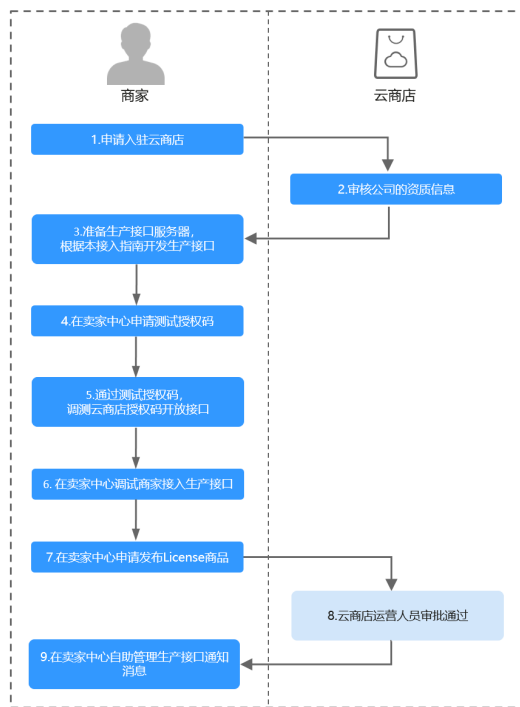 商家
云商店
1.申请入驻云商店
2.审核公司的资质信息
3.准备生产接口服务器，
根据本接入指南开发生产接口
4.在卖家中心申请测试授权码
5.通过测试授权码，
调测云商店授权码开放接口
6. 在卖家中心调试商家接入生产接口
7.在卖家中心申请发布License商品
8.云商店运营人员审批通过
9.在卖家中心自助管理生产接口通知
消息